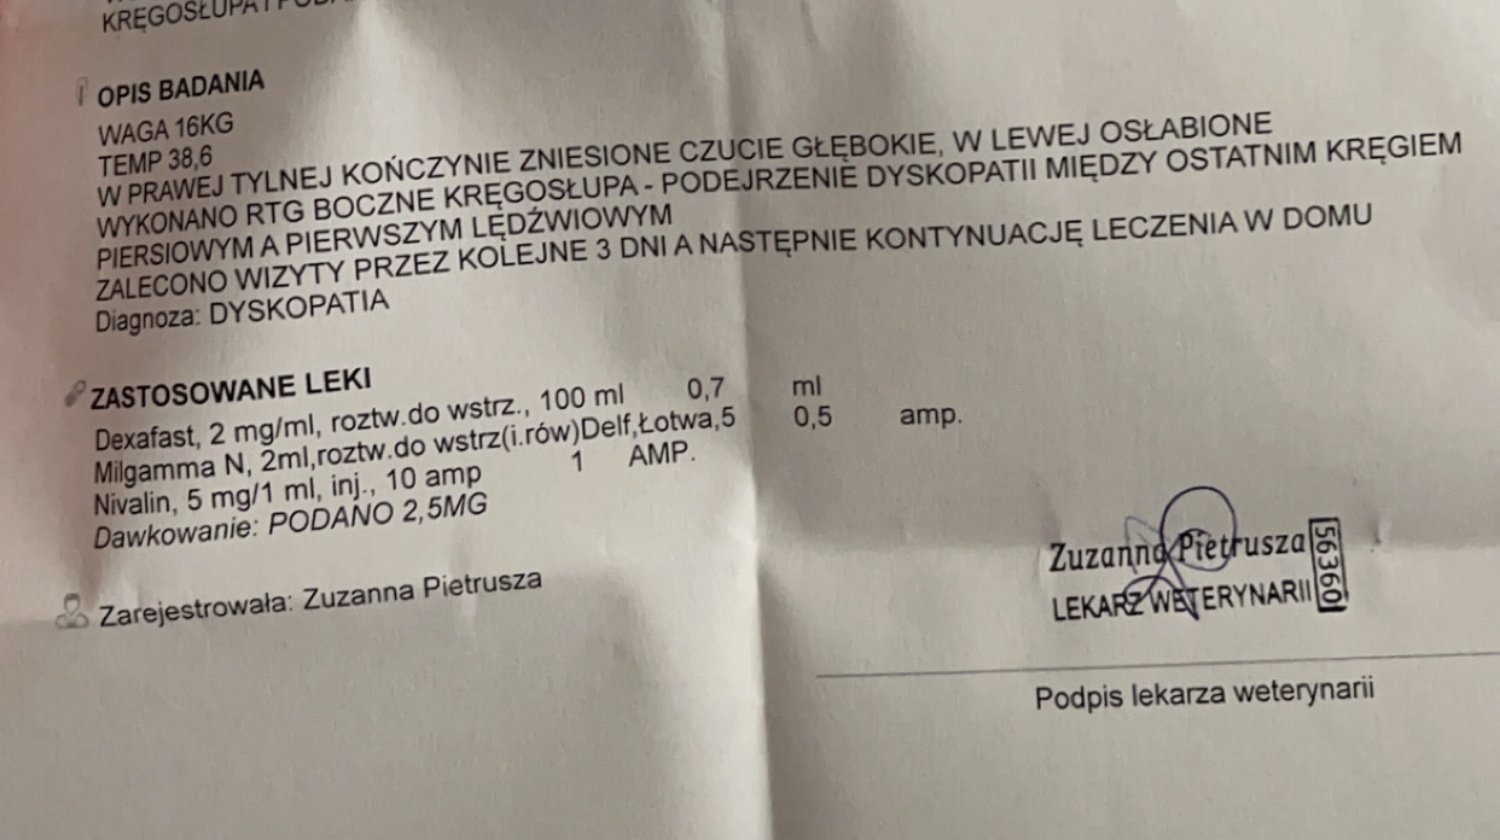 KRĘGOSŁUPA I
OPIS BADANIA
WAGA 16KG
TEMP 38,6
W PRAWEJ TYLNEJ KOŃCZYNIE ZNIESIONE CZUCIE GŁĘBOKIE, W LEWEJ OSŁABIONE
WYKONANO RTG BOCZNE KRĘGOSŁUPA - PODEJRZENIE DYSKOPATII MIĘDZY OSTATNIM KRĘGIEM
PIERSIOWYM A PIERWSZYM LĘDŹWIOWYM
ZALECONO WIZYTY PRZEZ KOLEJNE 3 DNI A NASTĘPNIE KONTYNUACJĘ LECZENIA W DOMU
Diagnoza: DYSKOPATIA
ZASTOSOWANE LEKI
Dexafast, 2 mg/ml, roztw.do wstrz., 100 ml 0,7 ml
Milgamma N, 2ml,roztw.do wstrz(i.rów)Delf,Łotwa,5 0,5 amp.
Nivalin, 5 mg/1 ml, inj., 10 amp 1 AMP.
Dawkowanie: PODANO 2,5MG
Zarejestrowała: Zuzanna Pietrusza
Zuzanna Pietrusza
LEKARZ WETERYNARII
56360
Podpis lekarza weterynarii